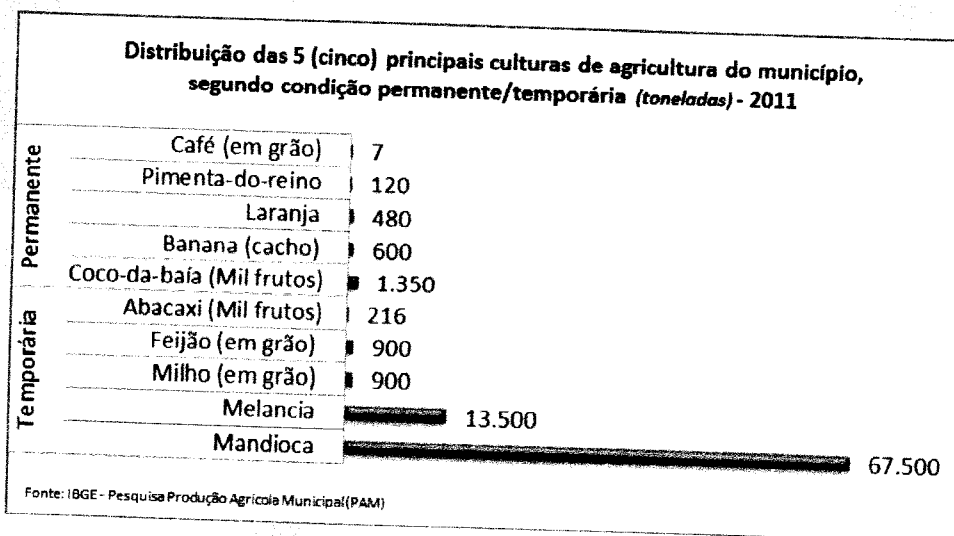 Distribuição das 5 (cinco) principais culturas de agricultura do município,
segundo condição permanente/temporária (toneladas) - 2011
Permanente
Café (em grão) 7
Pimenta-do-reino 120
Laranja 480
Banana (cacho) 600
Coco-da-baía (Mil frutos) 1.350
Temporária
Abacaxi (Mil frutos) 216
Feijão (em grão) 900
Milho (em grão) 900
Melancia 13.500
Mandioca 67.500
Fonte: IBGE - Pesquisa Produção Agrícola Municipal(PAM)